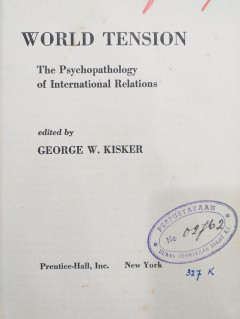 WORLD TENSION
The Psychopathology
of International Relations
edited by
GEORGE W. KISKER
PERPUSTAKAAN
No 02762
Prentice-Hall, Inc. New York
327 K